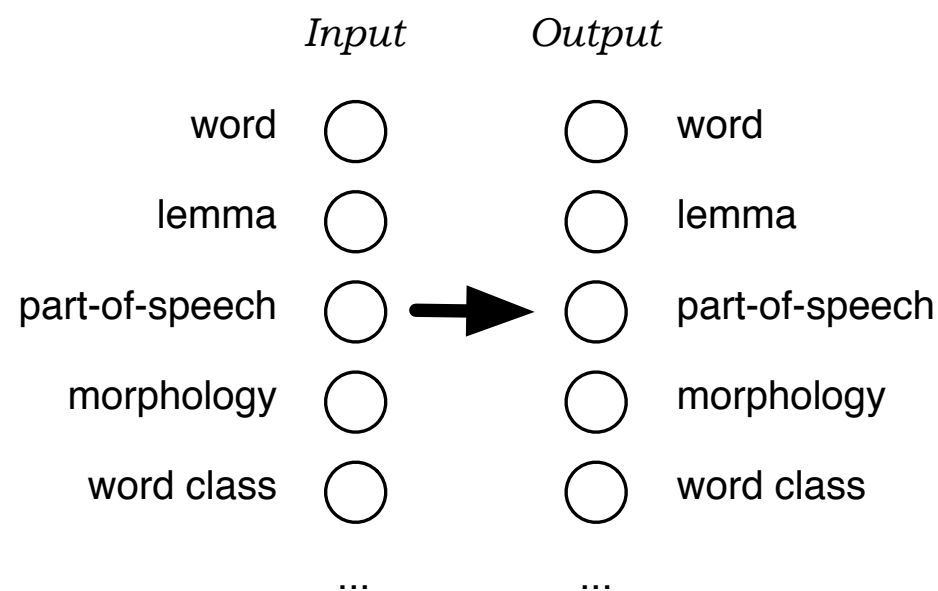 Input Output
word word
lemma lemma
part-of-speech part-of-speech
morphology morphology
word class word class
... ...